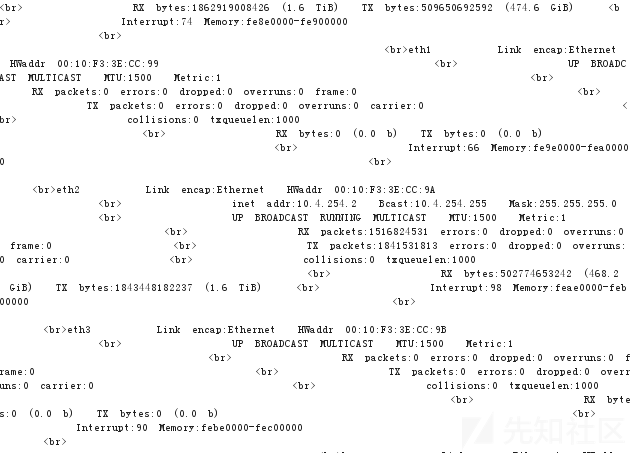 <br> RX bytes:1862919008426 (1.6 TiB) TX bytes:509650692592 (474.6 GiB) <b
r> Interrupt:74 Memory:fe8e0000-fe900000
<br>
<br>eth1 Link encap:Ethernet
HWaddr 00:10:F3:3E:CC:99 <br> UP BROADC
AST MULTICAST MTU:1500 Metric:1 <br>
RX packets:0 errors:0 dropped:0 overruns:0 frame:0 <br>
TX packets:0 errors:0 dropped:0 overruns:0 carrier:0 <
br> collisions:0 txqueuelen:1000
<br> RX bytes:0 (0.0 b) TX bytes:0 (0.0 b)
<br> Interrupt:66 Memory:fe9e0000-fea0000
0 <br>
<br>eth2 Link encap:Ethernet HWaddr 00:10:F3:3E:CC:9A
<br> inet addr:10.4.254.2 Bcast:10.4.254.255 Mask:255.255.255.0
<br> UP BROADCAST RUNNING MULTICAST MTU:1500 Metric:1
<br> RX packets:1516824531 errors:0 dropped:0 overruns:0
frame:0 <br> TX packets:1841531813 errors:0 dropped:0 overruns:
0 carrier:0 <br> collisions:0 txqueuelen:1000
<br> RX bytes:502774653242 (468.2
GiB) TX bytes:1843448182237 (1.6 TiB) <br> Interrupt:98 Memory:feae0000-feb
00000 <br>
<br>eth3 Link encap:Ethernet HWaddr 00:10:F3:3E:CC:9B
<br> UP BROADCAST MULTICAST MTU:1500 Metric:1
<br> RX packets:0 errors:0 dropped:0 overruns:0 f
rame:0 <br> TX packets:0 errors:0 dropped:0 overr
uns:0 carrier:0 <br> collisions:0 txqueuelen:1000
<br> RX byte
s:0 (0.0 b) TX bytes:0 (0.0 b) <br>
Interrupt:90 Memory:febe0000-fec00000
<br>
先知社区